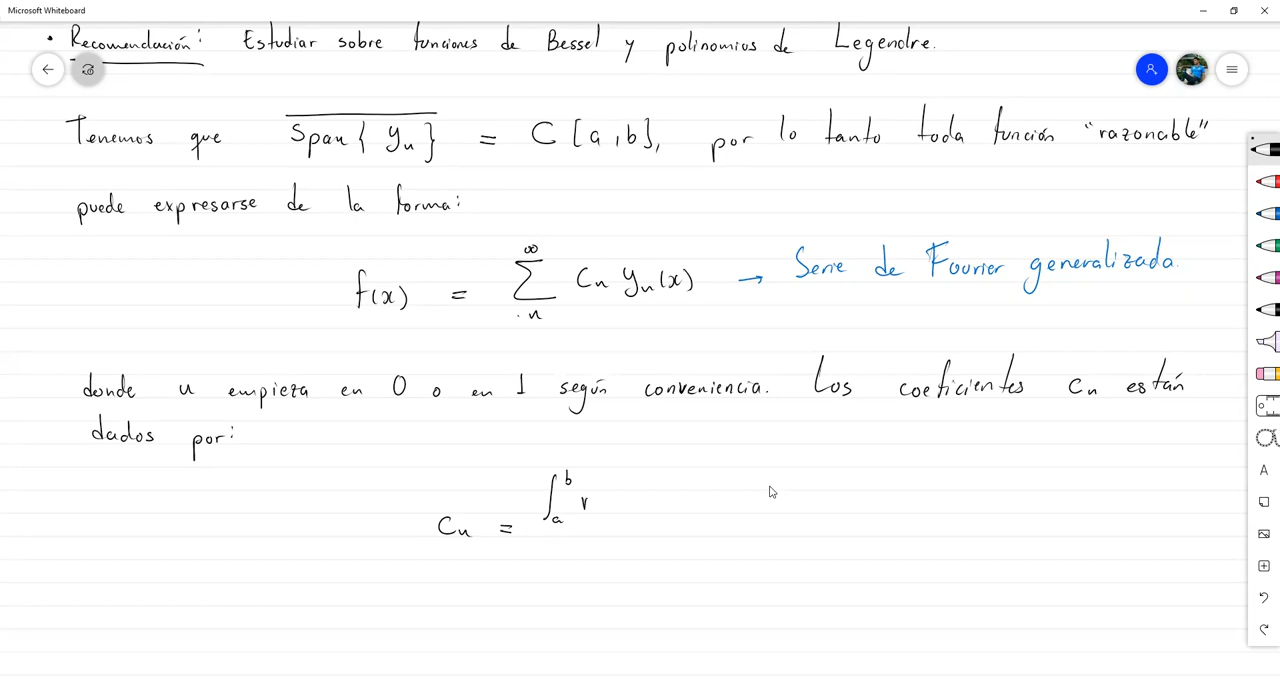 Microsoft Whiteboard
• Recomendación: Estudiar sobre funciones de Bessel y polinomios de Legendre.
Tenemos que \overline{Span{ yn }} = C [a,b], por lo tanto toda función "razonable"
puede expresarse de la forma:
f(x) = ∑_{n}^{∞} Cn yn(x) → Serie de Fourier generalizada.
donde n empieza en 0 o en 1 según conveniencia. Los coeficientes Cn están
dados por:
Cn = ∫_a^b r
A